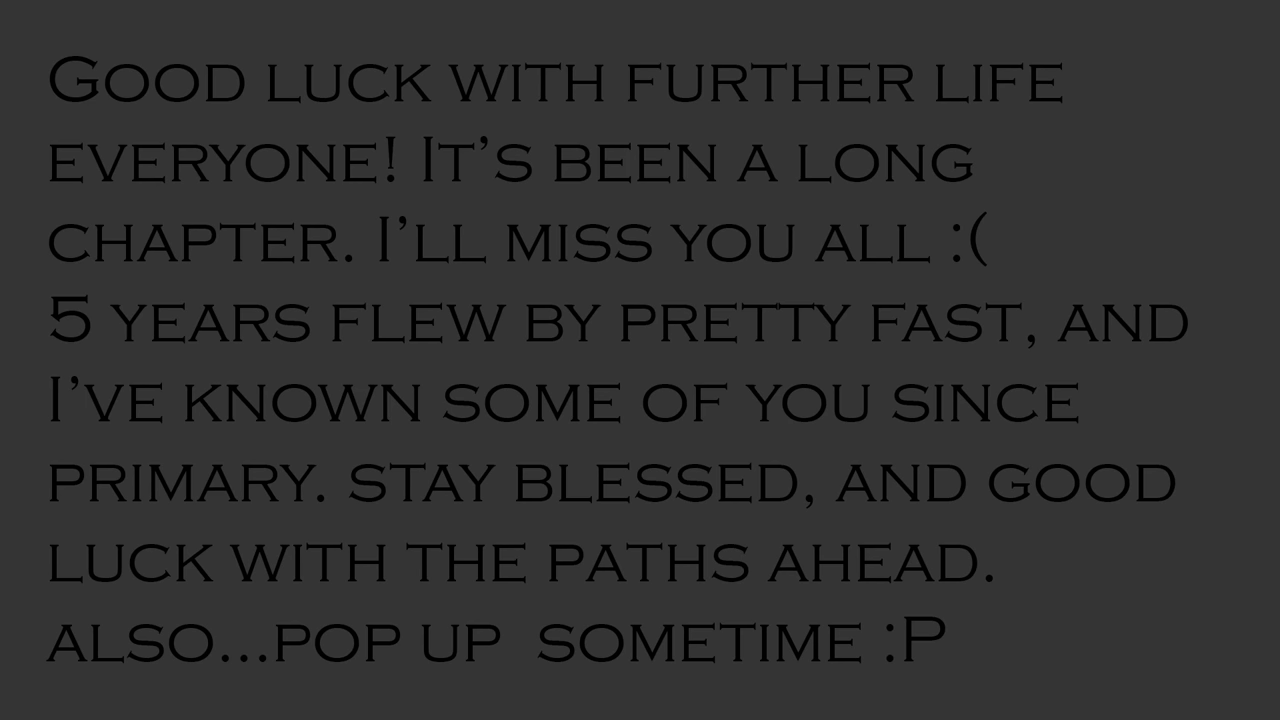 Good luck with further life
everyone! It’s been a long
chapter. I’ll miss you all :(
5 years flew by pretty fast, and
I’ve known some of you since
primary. stay blessed, and good
luck with the paths ahead.
also...pop up  sometime :P